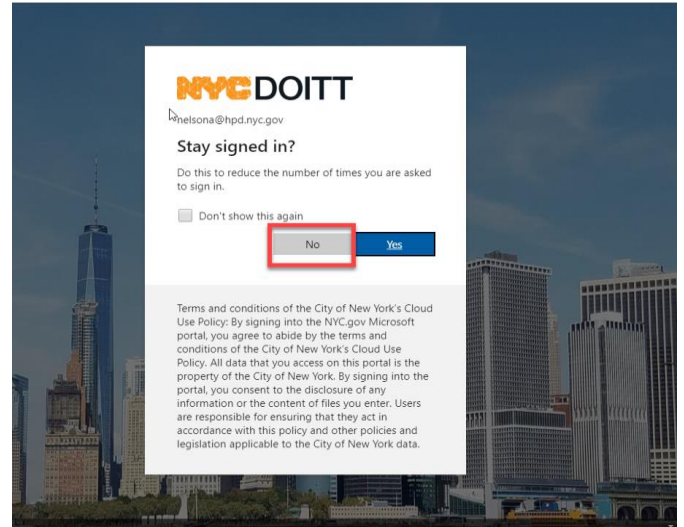 NYC DOITT
nelsona@hpd.nyc.gov
Stay signed in?
Do this to reduce the number of times you are asked
to sign in.
Don't show this again
No Yes
Terms and conditions of the City of New York's Cloud
Use Policy: By signing into the NYC.gov Microsoft
portal, you agree to abide by the terms and
conditions of the City of New York's Cloud Use
Policy. All data that you access on this portal is the
property of the City of New York. By signing into the
portal, you consent to the disclosure of any
information or the content of files you enter. Users
are responsible for ensuring that they act in
accordance with this policy and other policies and
legislation applicable to the City of New York data.